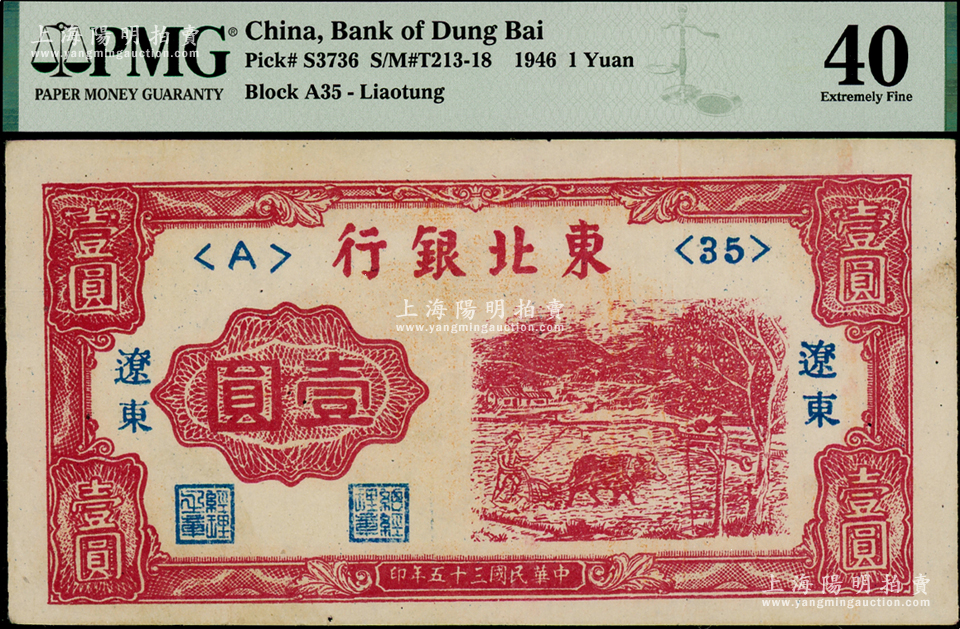 PMG®
PAPER MONEY GUARANTY
China, Bank of Dung Bai
Pick# S3736 S/M#T213-18 1946 1 Yuan
Block A35 - Liaotung
40
Extremely Fine
上海陽明拍賣
www.yangmingauction.com
壹圓
<A>
行銀北東
<35>
壹圓
上海陽明拍賣
www.yangmingauction.com
遼東
圓壹
遼東
壹圓
印年五十三國民華中
壹圓
上海陽明拍賣
www.yangmingauction.com